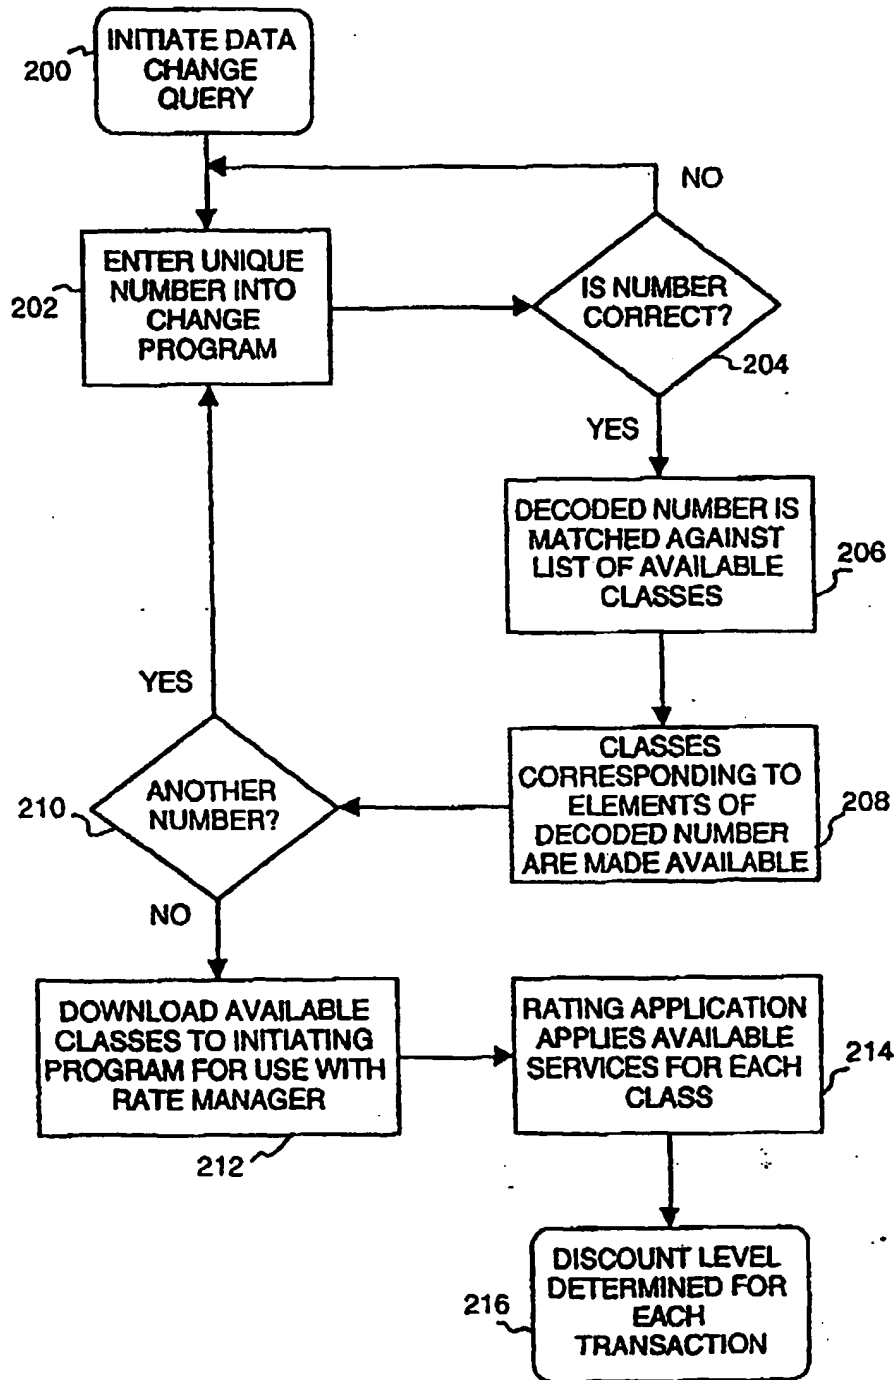 INITIATE DATA
CHANGE
QUERY
200
NO
ENTER UNIQUE
NUMBER INTO
CHANGE
PROGRAM
202
IS NUMBER
CORRECT?
204
YES
DECODED NUMBER IS
MATCHED AGAINST
LIST OF AVAILABLE
CLASSES
206
CLASSES
CORRESPONDING TO
ELEMENTS OF
DECODED NUMBER
ARE MADE AVAILABLE
208
YES
ANOTHER
NUMBER?
210
NO
DOWNLOAD AVAILABLE
CLASSES TO INITIATING
PROGRAM FOR USE WITH
RATE MANAGER
212
RATING APPLICATION
APPLIES AVAILABLE
SERVICES FOR EACH
CLASS
214
DISCOUNT LEVEL
DETERMINED FOR
EACH
TRANSACTION
216